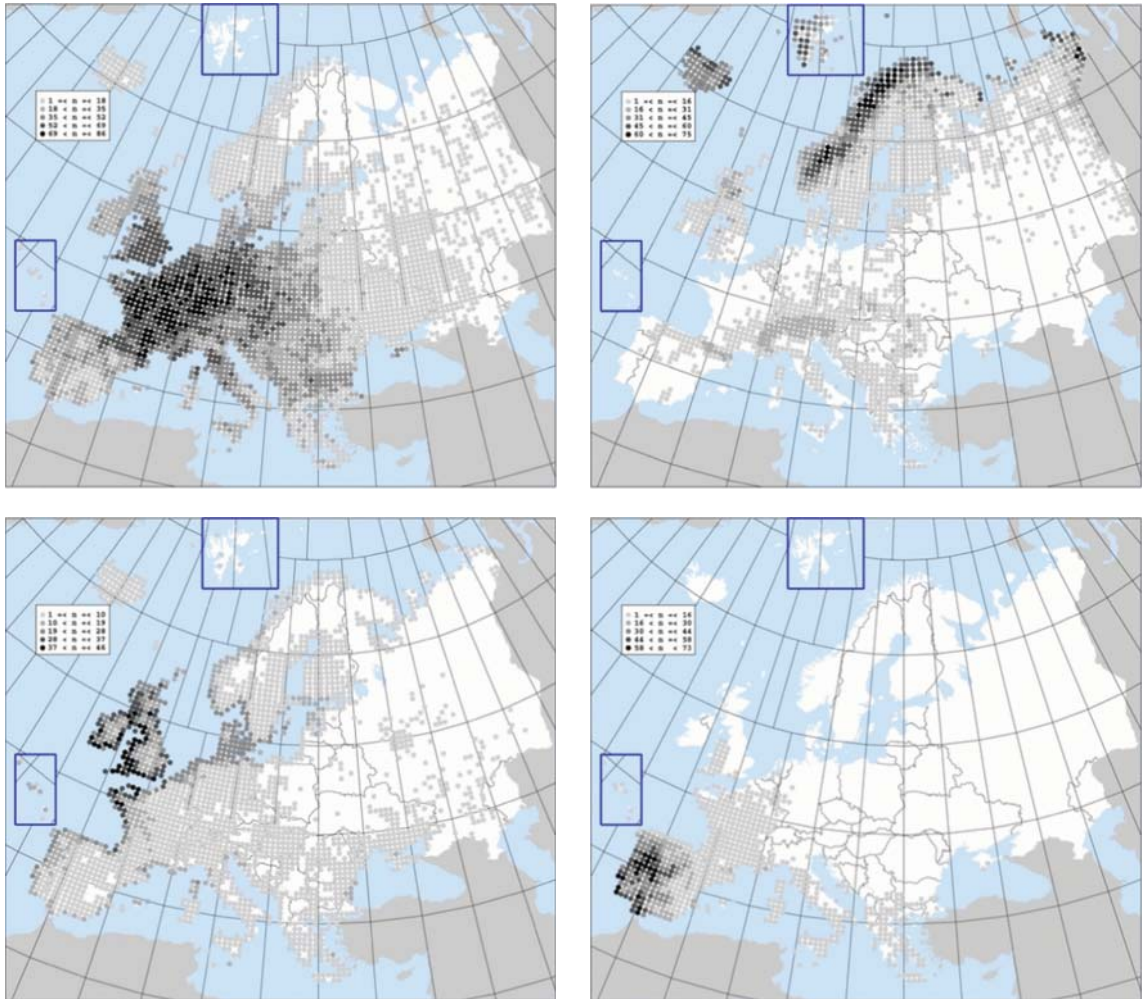 1 =< n =< 18
18 < n =< 35
35 < n =< 52
52 < n =< 69
69 < n =< 86
1 =< n =< 16
16 < n =< 31
31 < n =< 45
45 < n =< 60
60 < n =< 75
1 =< n =< 10
10 < n =< 19
19 < n =< 28
28 < n =< 37
37 < n =< 46
1 =< n =< 16
16 < n =< 30
30 < n =< 44
44 < n =< 58
58 < n < 73